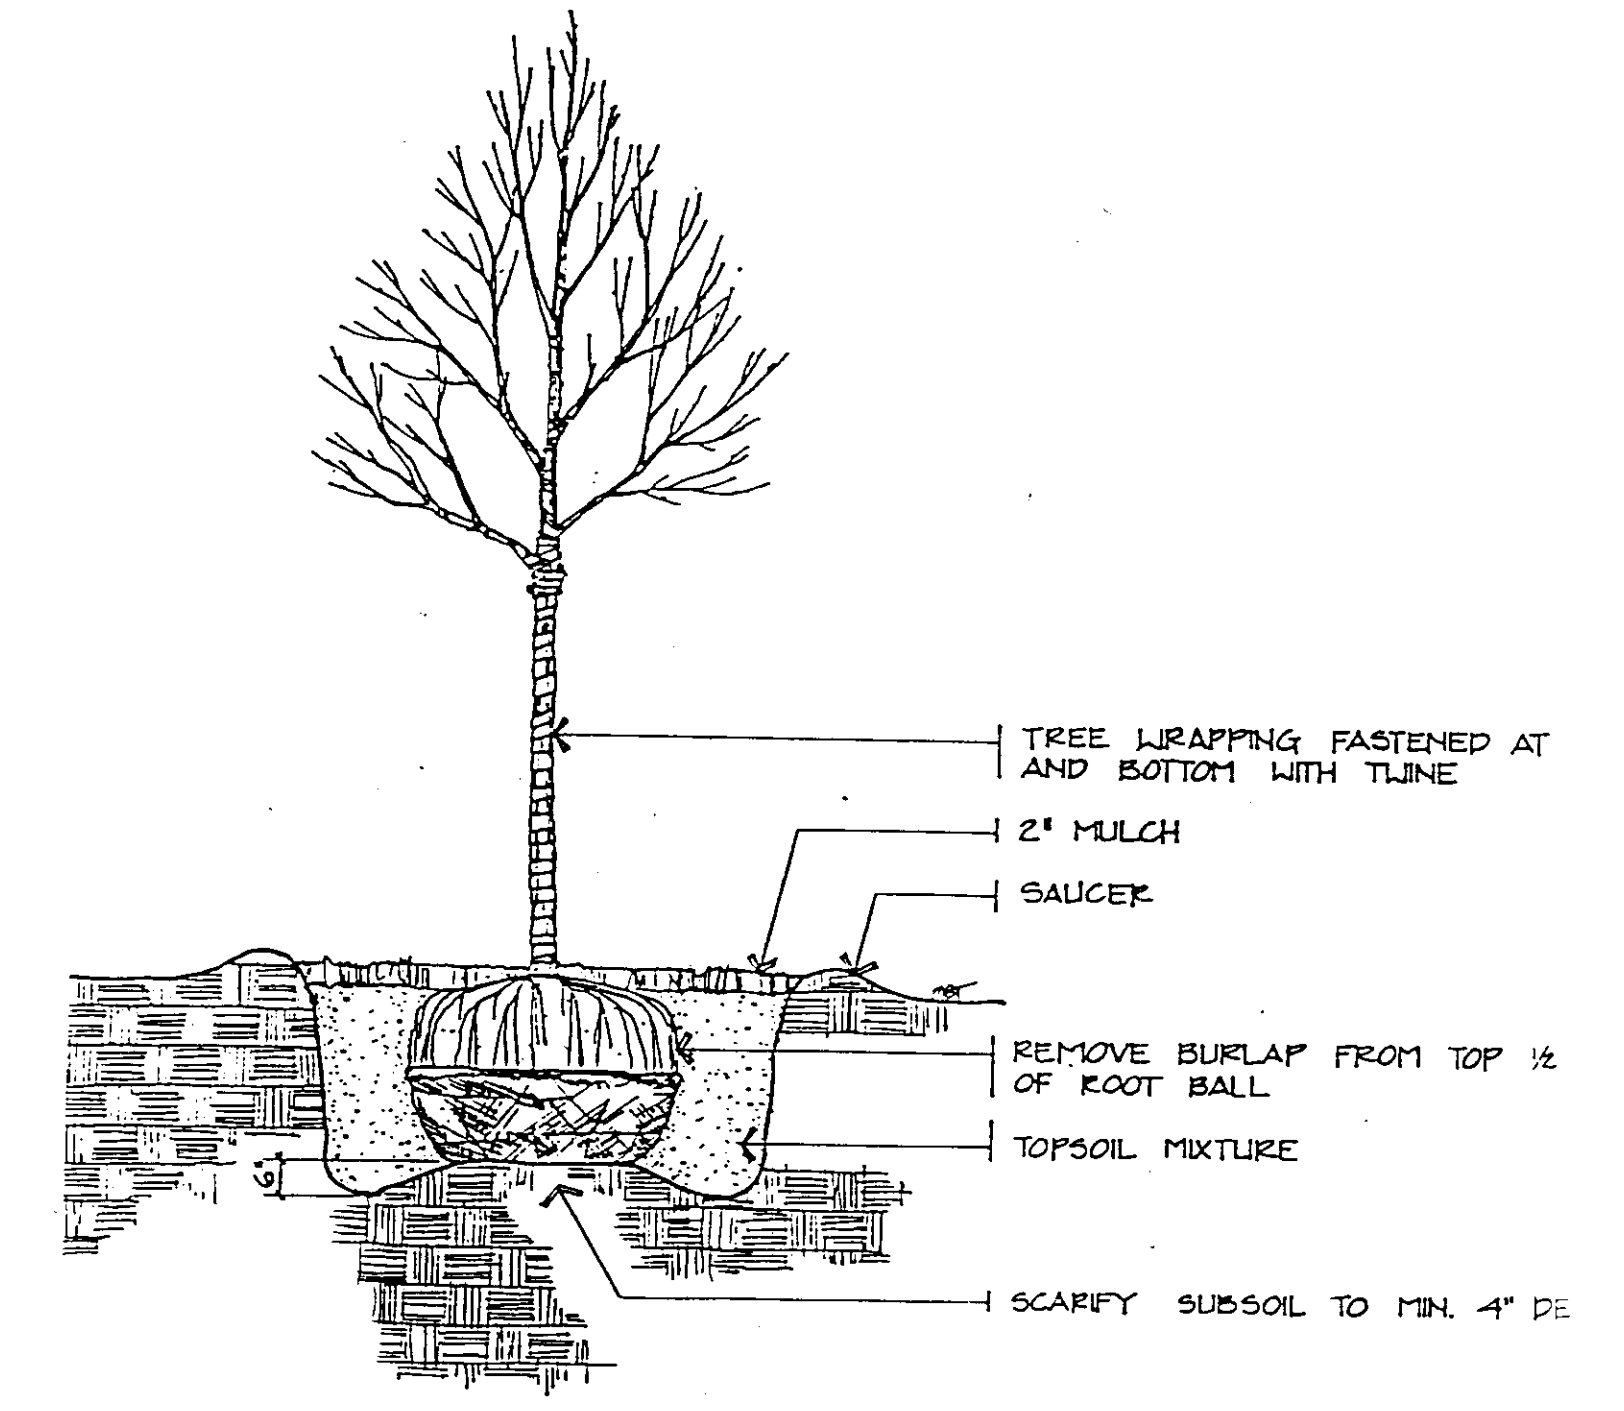 TREE WRAPPING FASTENED AT
AND BOTTOM WITH TWINE
2" MULCH
SAUCER
REMOVE BURLAP FROM TOP ½
OF ROOT BALL
TOPSOIL MIXTURE
6"
SCARIFY SUBSOIL TO MIN. 4" DE